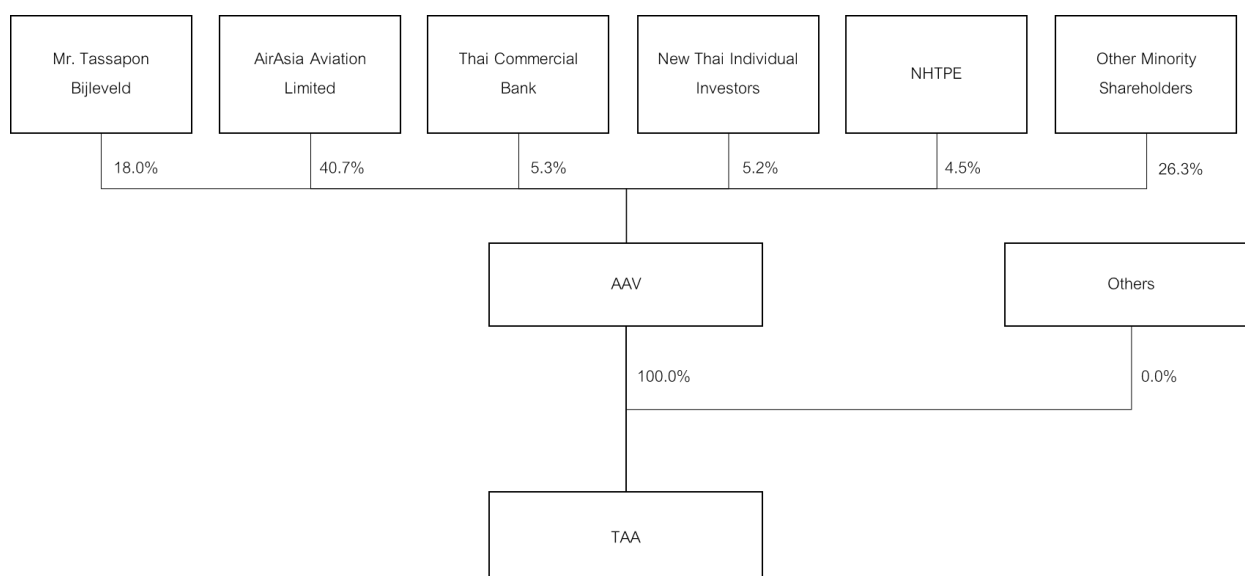 Mr. Tassapon
Bijleveld
AirAsia Aviation
Limited
Thai Commercial
Bank
New Thai Individual
Investors
NHTPE
Other Minority
Shareholders
18.0%
40.7%
5.3%
5.2%
4.5%
26.3%
AAV
Others
100.0%
0.0%
TAA